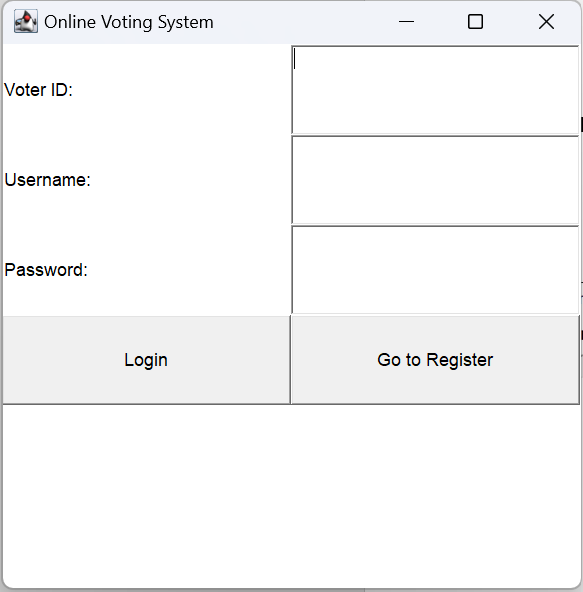 Online Voting System
Voter ID:
Username:
Password:
Login
Go to Register